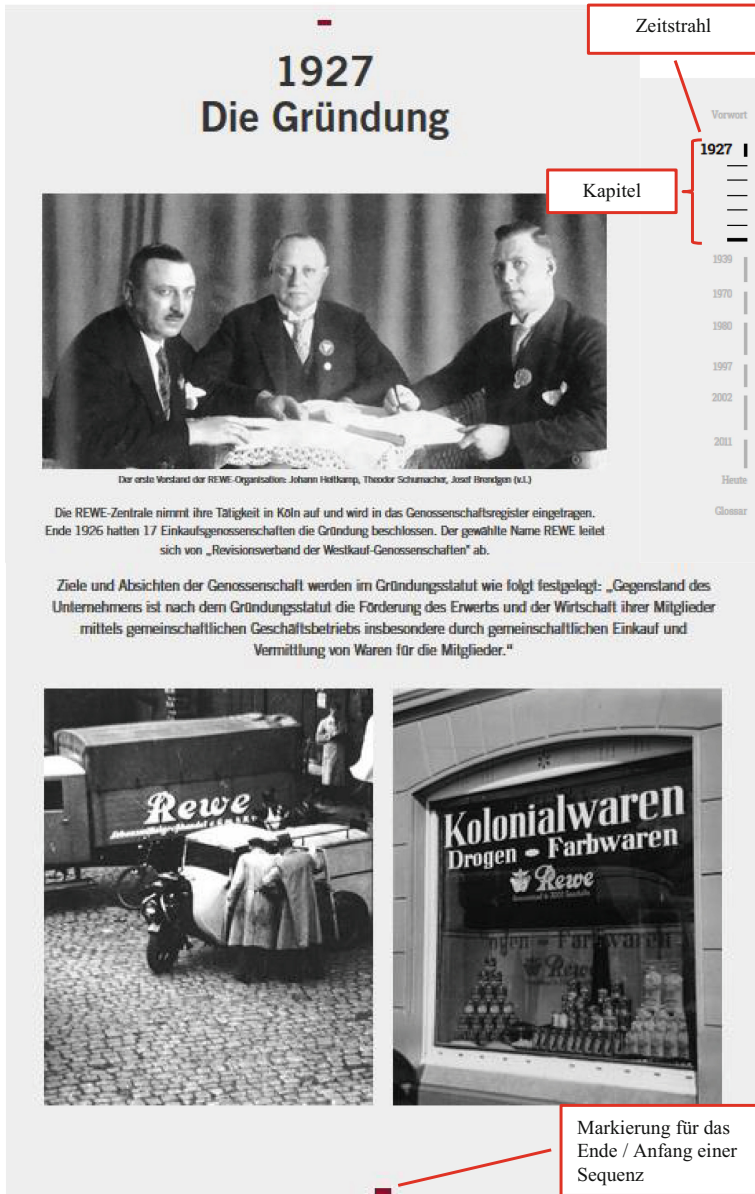 Zeitstrahl
1927
Die Gründung
Vorwort
1927
Kapitel
1939
1970
1980
1997
2002
2011
Heute
Glossar
Der erste Vorstand der REWE-Organisation: Johann Heitkamp, Theodor Schumacher, Josef Brendgen (v.l.)
Die REWE-Zentrale nimmt ihre Tätigkeit in Köln auf und wird in das Genossenschaftsregister eingetragen.
Ende 1926 hatten 17 Einkaufsgenossenschaften die Gründung beschlossen. Der gewählte Name REWE leitet
sich von „Revisionsverband der Westkauf-Genossenschaften" ab.
Ziele und Absichten der Genossenschaft werden im Gründungsstatut wie folgt festgelegt: „Gegenstand des
Unternehmens ist nach dem Gründungsstatut die Förderung des Erwerbs und der Wirtschaft ihrer Mitglieder
mittels gemeinschaftlichen Geschäftsbetriebs insbesondere durch gemeinschaftlichen Einkauf und
Vermittlung von Waren für die Mitglieder.“
Rewe
Kolonialwaren
Drogen - Farbwaren
Rewe
Drogen - Farbwaren
Rewe
Markierung für das
Ende / Anfang einer
Sequenz